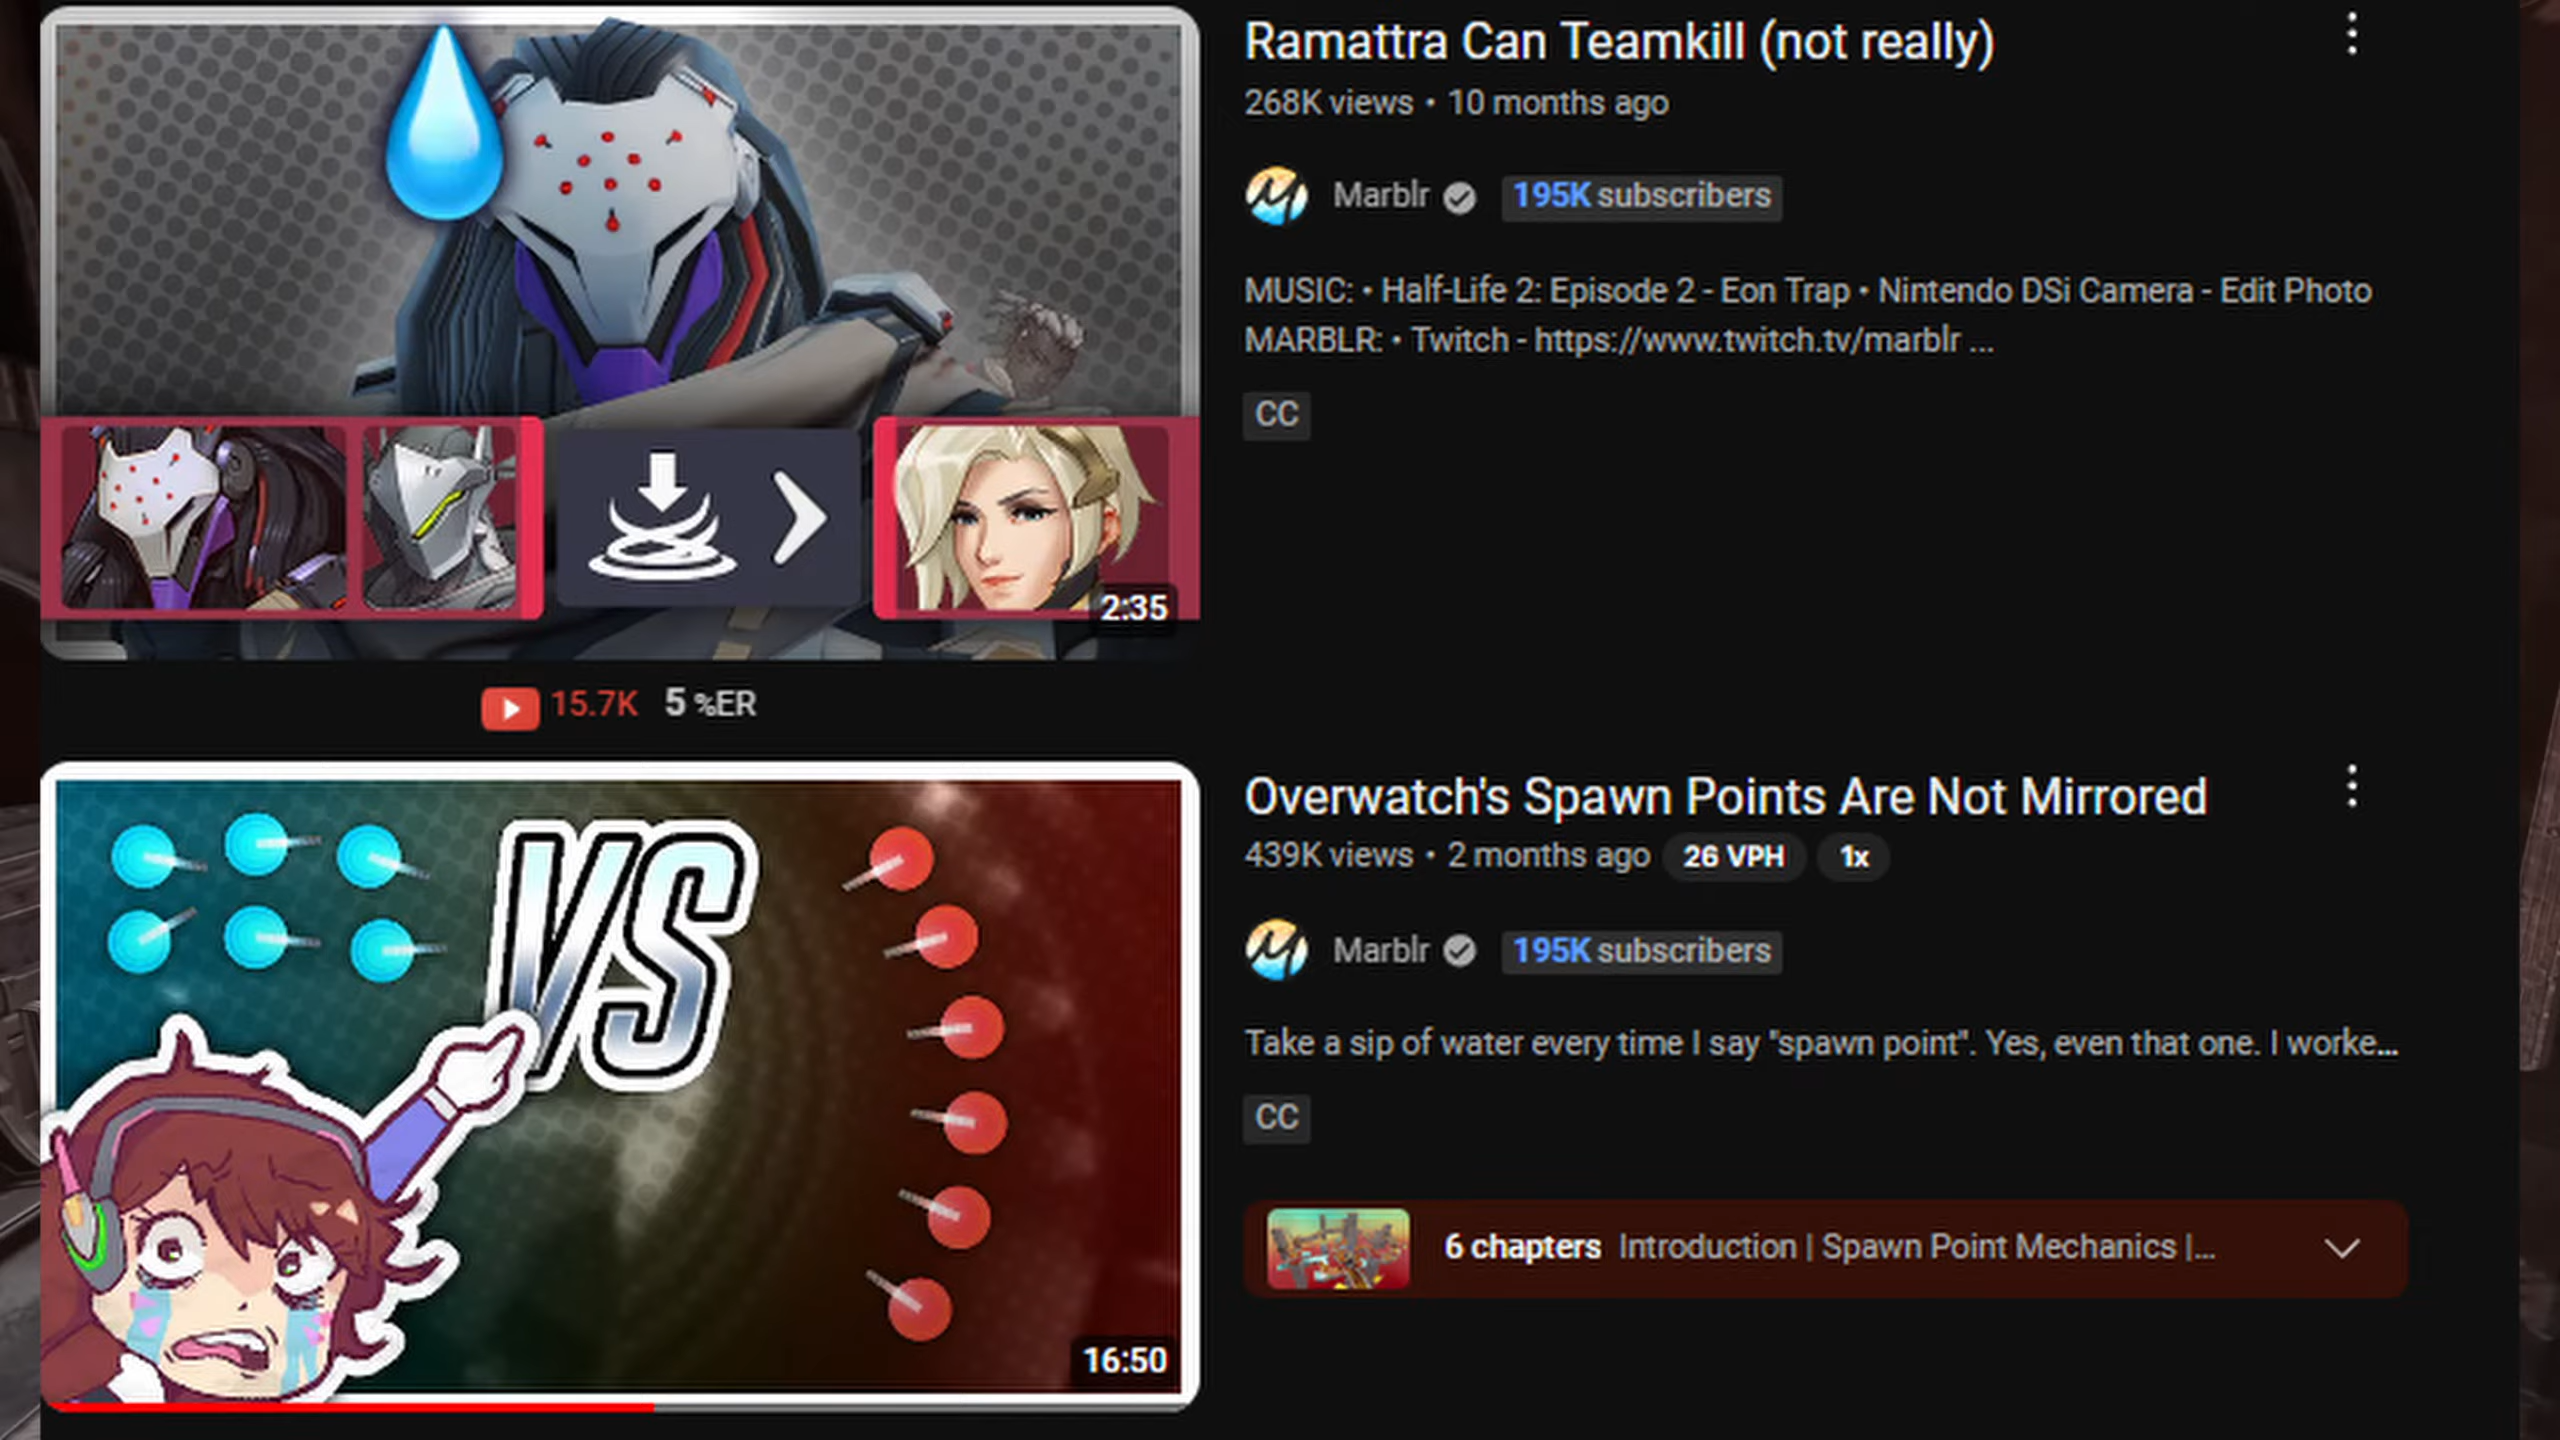 Ramattra Can Teamkill (not really)
268K views • 10 months ago
Marblr
195K subscribers
MUSIC: • Half-Life 2: Episode 2 - Eon Trap • Nintendo DSi Camera - Edit Photo
MARBLR: • Twitch - https://www.twitch.tv/marblr ...
CC
2:35
15.7K 5 %ER
VS
16:50
Overwatch's Spawn Points Are Not Mirrored
439K views • 2 months ago 26 VPH 1x
Marblr
195K subscribers
Take a sip of water every time I say "spawn point". Yes, even that one. I worke...
CC
6 chapters Introduction | Spawn Point Mechanics |...